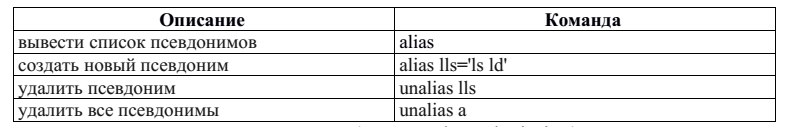 Описание Команда
вывести список псевдонимов alias
создать новый псевдоним alias lls='ls ld'
удалить псевдоним unalias lls
удалить все псевдонимы unalias a